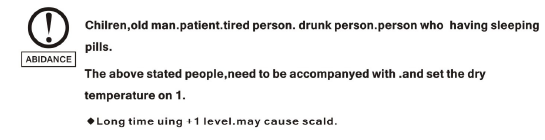 Chilren,old man.patient.tired person. drunk person.person who having sleeping
pills.
ABIDANCE
The above stated people,need to be accompanyed with .and set the dry
temperature on 1.
◆Long time uing +1 level.may cause scald.